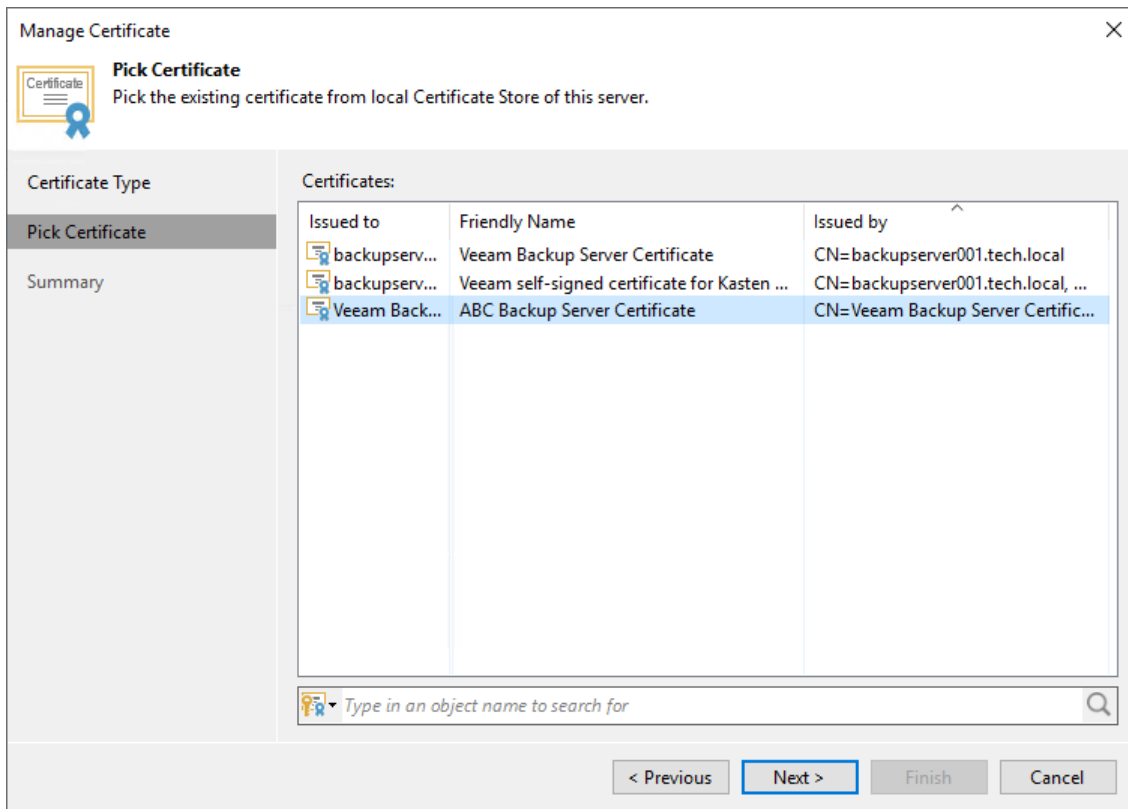 Manage Certificate
Certificate
Pick Certificate
Pick the existing certificate from local Certificate Store of this server.
Certificate Type
Pick Certificate
Summary
Certificates:
Issued to Friendly Name Issued by
backupserv... Veeam Backup Server Certificate CN=backupserver001.tech.local
backupserv... Veeam self-signed certificate for Kasten ... CN=backupserver001.tech.local, ...
Veeam Back... ABC Backup Server Certificate CN=Veeam Backup Server Certific...
Type in an object name to search for
< Previous Next > Finish Cancel